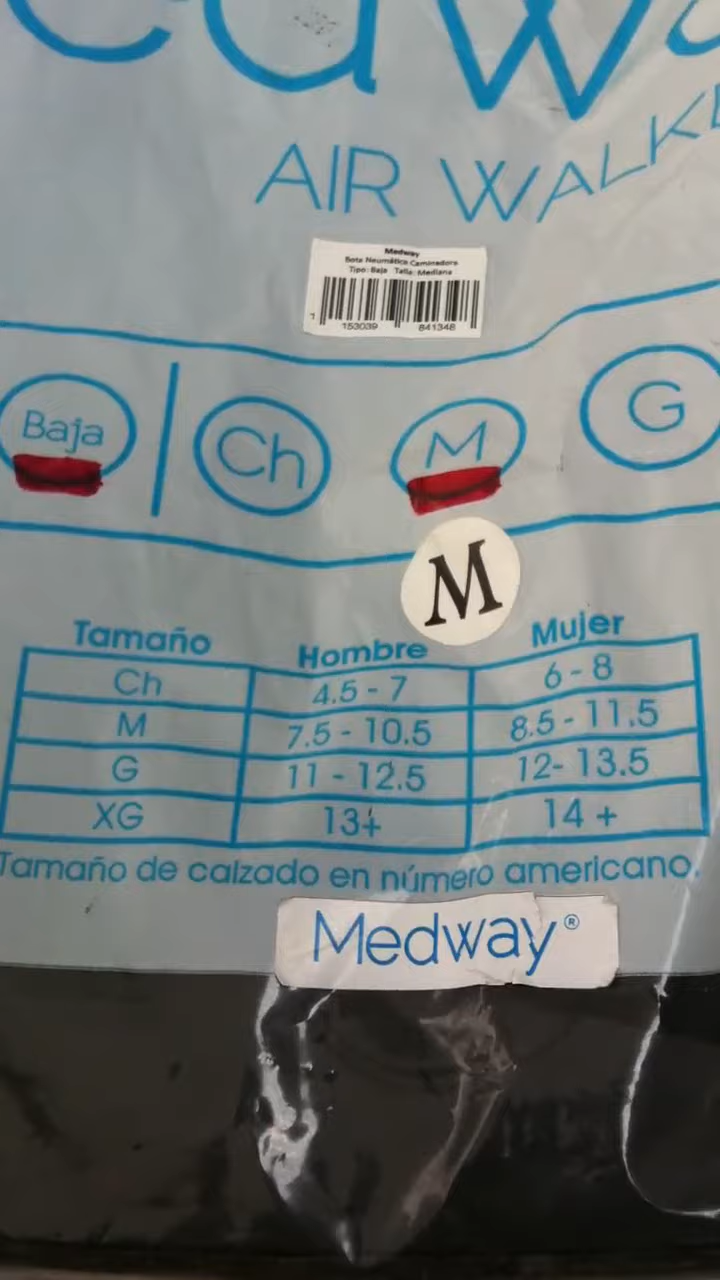 AIR WALKE
Medway
Bota Neumática Caminadora
Tipo: Baja Talla: Mediana
1 153039 841348
Baja Ch M G
M
Tamaño Hombre Mujer
Ch 4.5 - 7 6 - 8
M 7.5 - 10.5 8.5 - 11.5
G 11 - 12.5 12- 13.5
XG 13+ 14 +
Tamaño de calzado en número americano.
Medway®